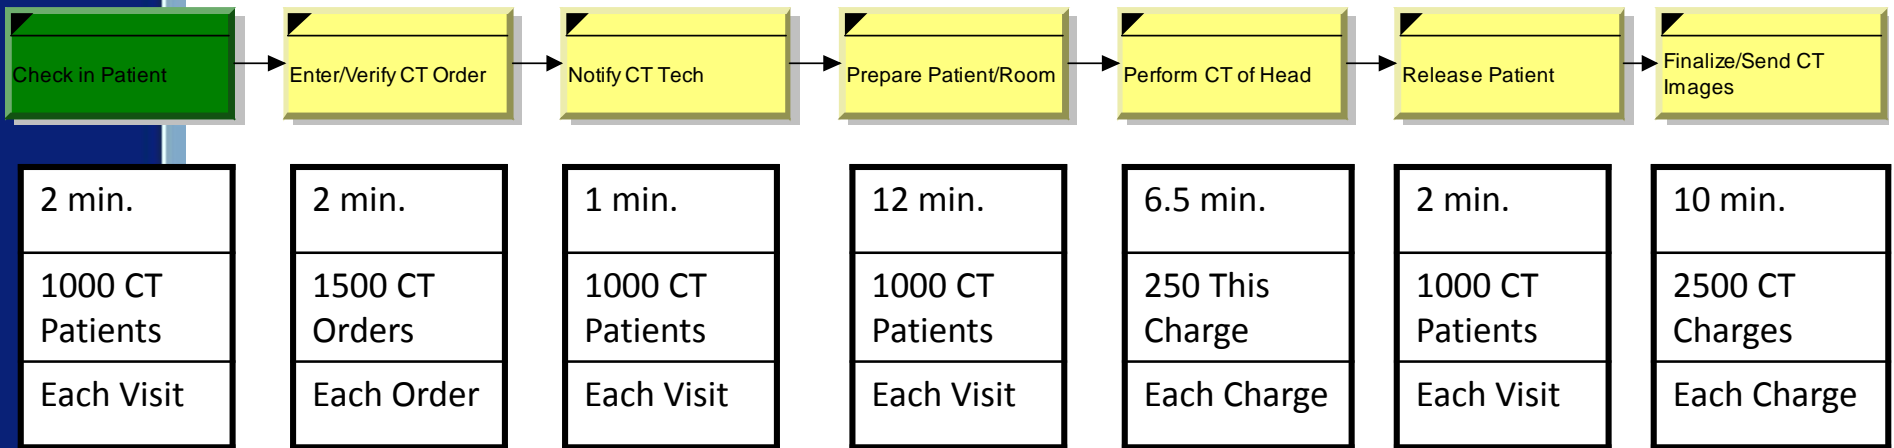 Check in Patient
Enter/Verify CT Order
Notify CT Tech
Prepare Patient/Room
Perform CT of Head
Release Patient
Finalize/Send CT
Images
2 min.
1000 CT
Patients
Each Visit
2 min.
1500 CT
Orders
Each Order
1 min.
1000 CT
Patients
Each Visit
12 min.
1000 CT
Patients
Each Visit
6.5 min.
250 This
Charge
Each Charge
2 min.
1000 CT
Patients
Each Visit
10 min.
2500 CT
Charges
Each Charge